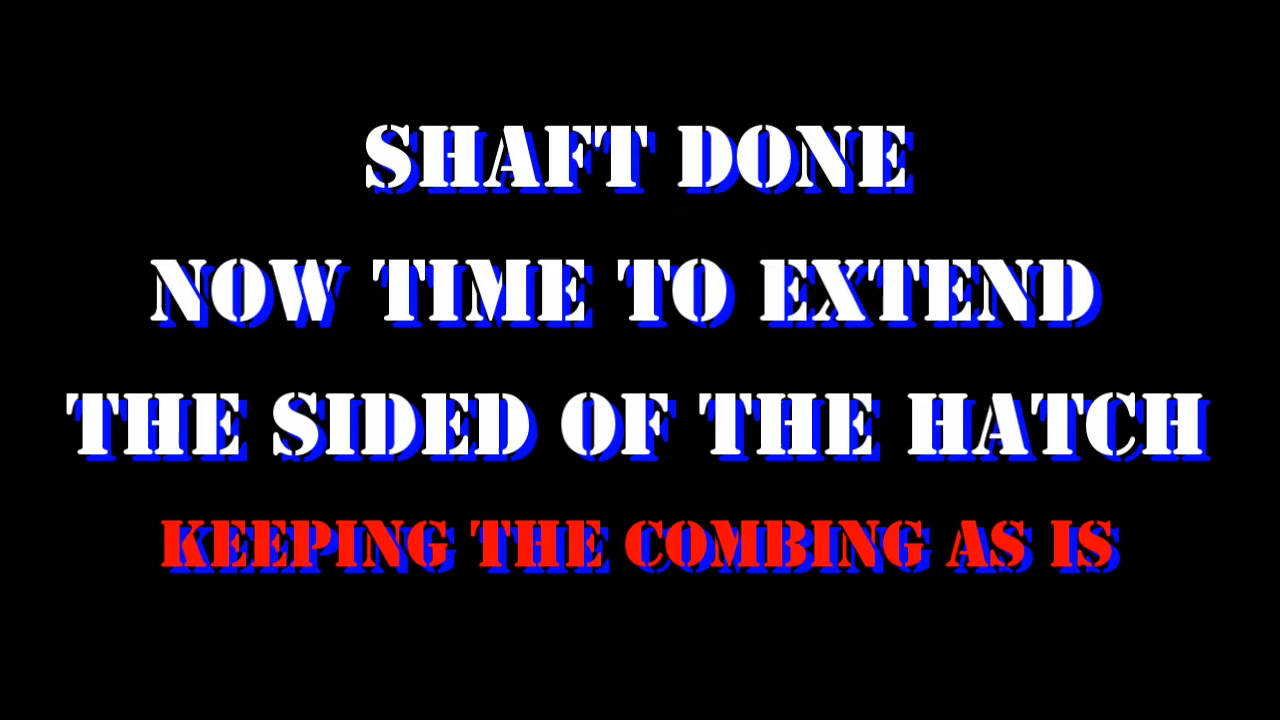 SHAFT DONE
NOW TIME TO EXTEND
THE SIDED OF THE HATCH
KEEPING THE COMBING AS IS